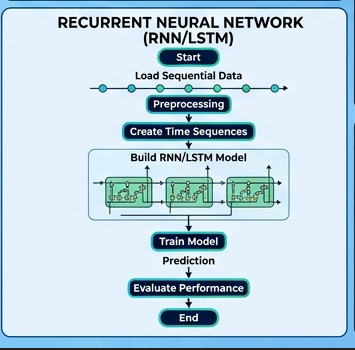 RECURRENT NEURAL NETWORK
(RNN/LSTM)
Start
Load Sequential Data
Preprocessing
Create Time Sequences
Build RNN/LSTM Model
Train Model
Prediction
Evaluate Performance
End